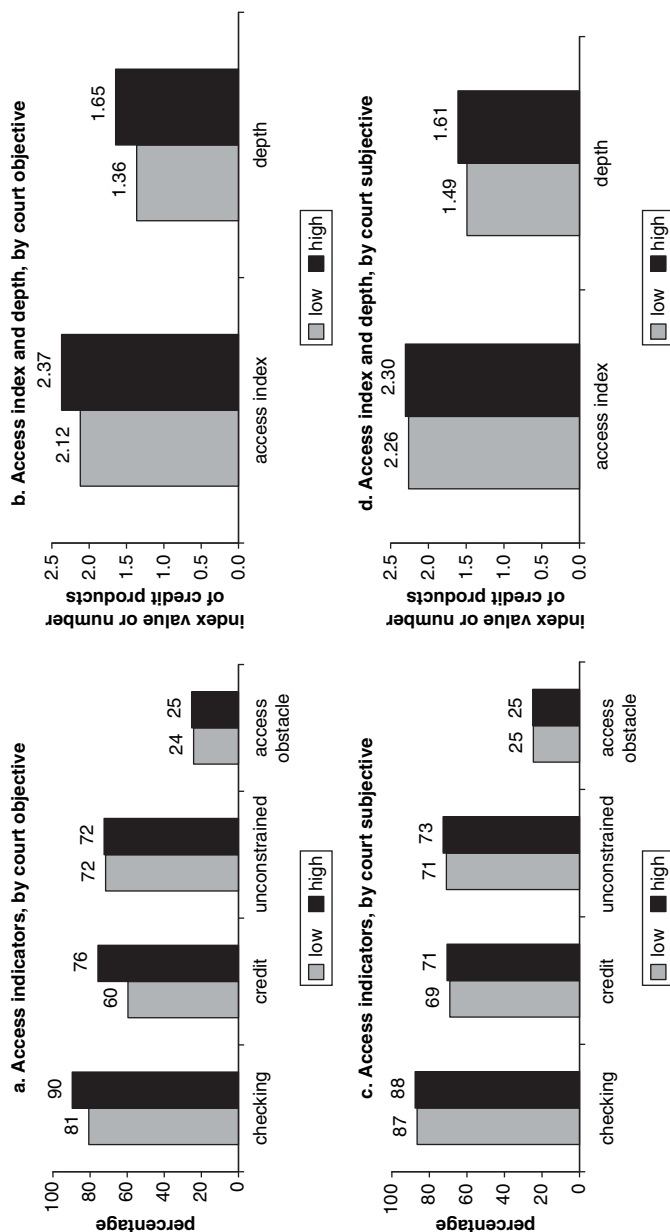 a. Access indicators, by court objective
percentage
100
80
60
40
20
0
81
90
60
76
72
72
24
25
checking
credit
unconstrained
access
obstacle
low
high
b. Access index and depth, by court objective
index value or number
of credit products
2.5
2.0
1.5
1.0
0.5
0.0
2.12
2.37
1.36
1.65
access index
depth
low
high
c. Access indicators, by court subjective
percentage
100
80
60
40
20
0
87
88
69
71
71
73
25
25
checking
credit
unconstrained
access
obstacle
low
high
d. Access index and depth, by court subjective
index value or number
of credit products
2.5
2.0
1.5
1.0
0.5
0.0
2.26
2.30
1.49
1.61
access index
depth
low
high